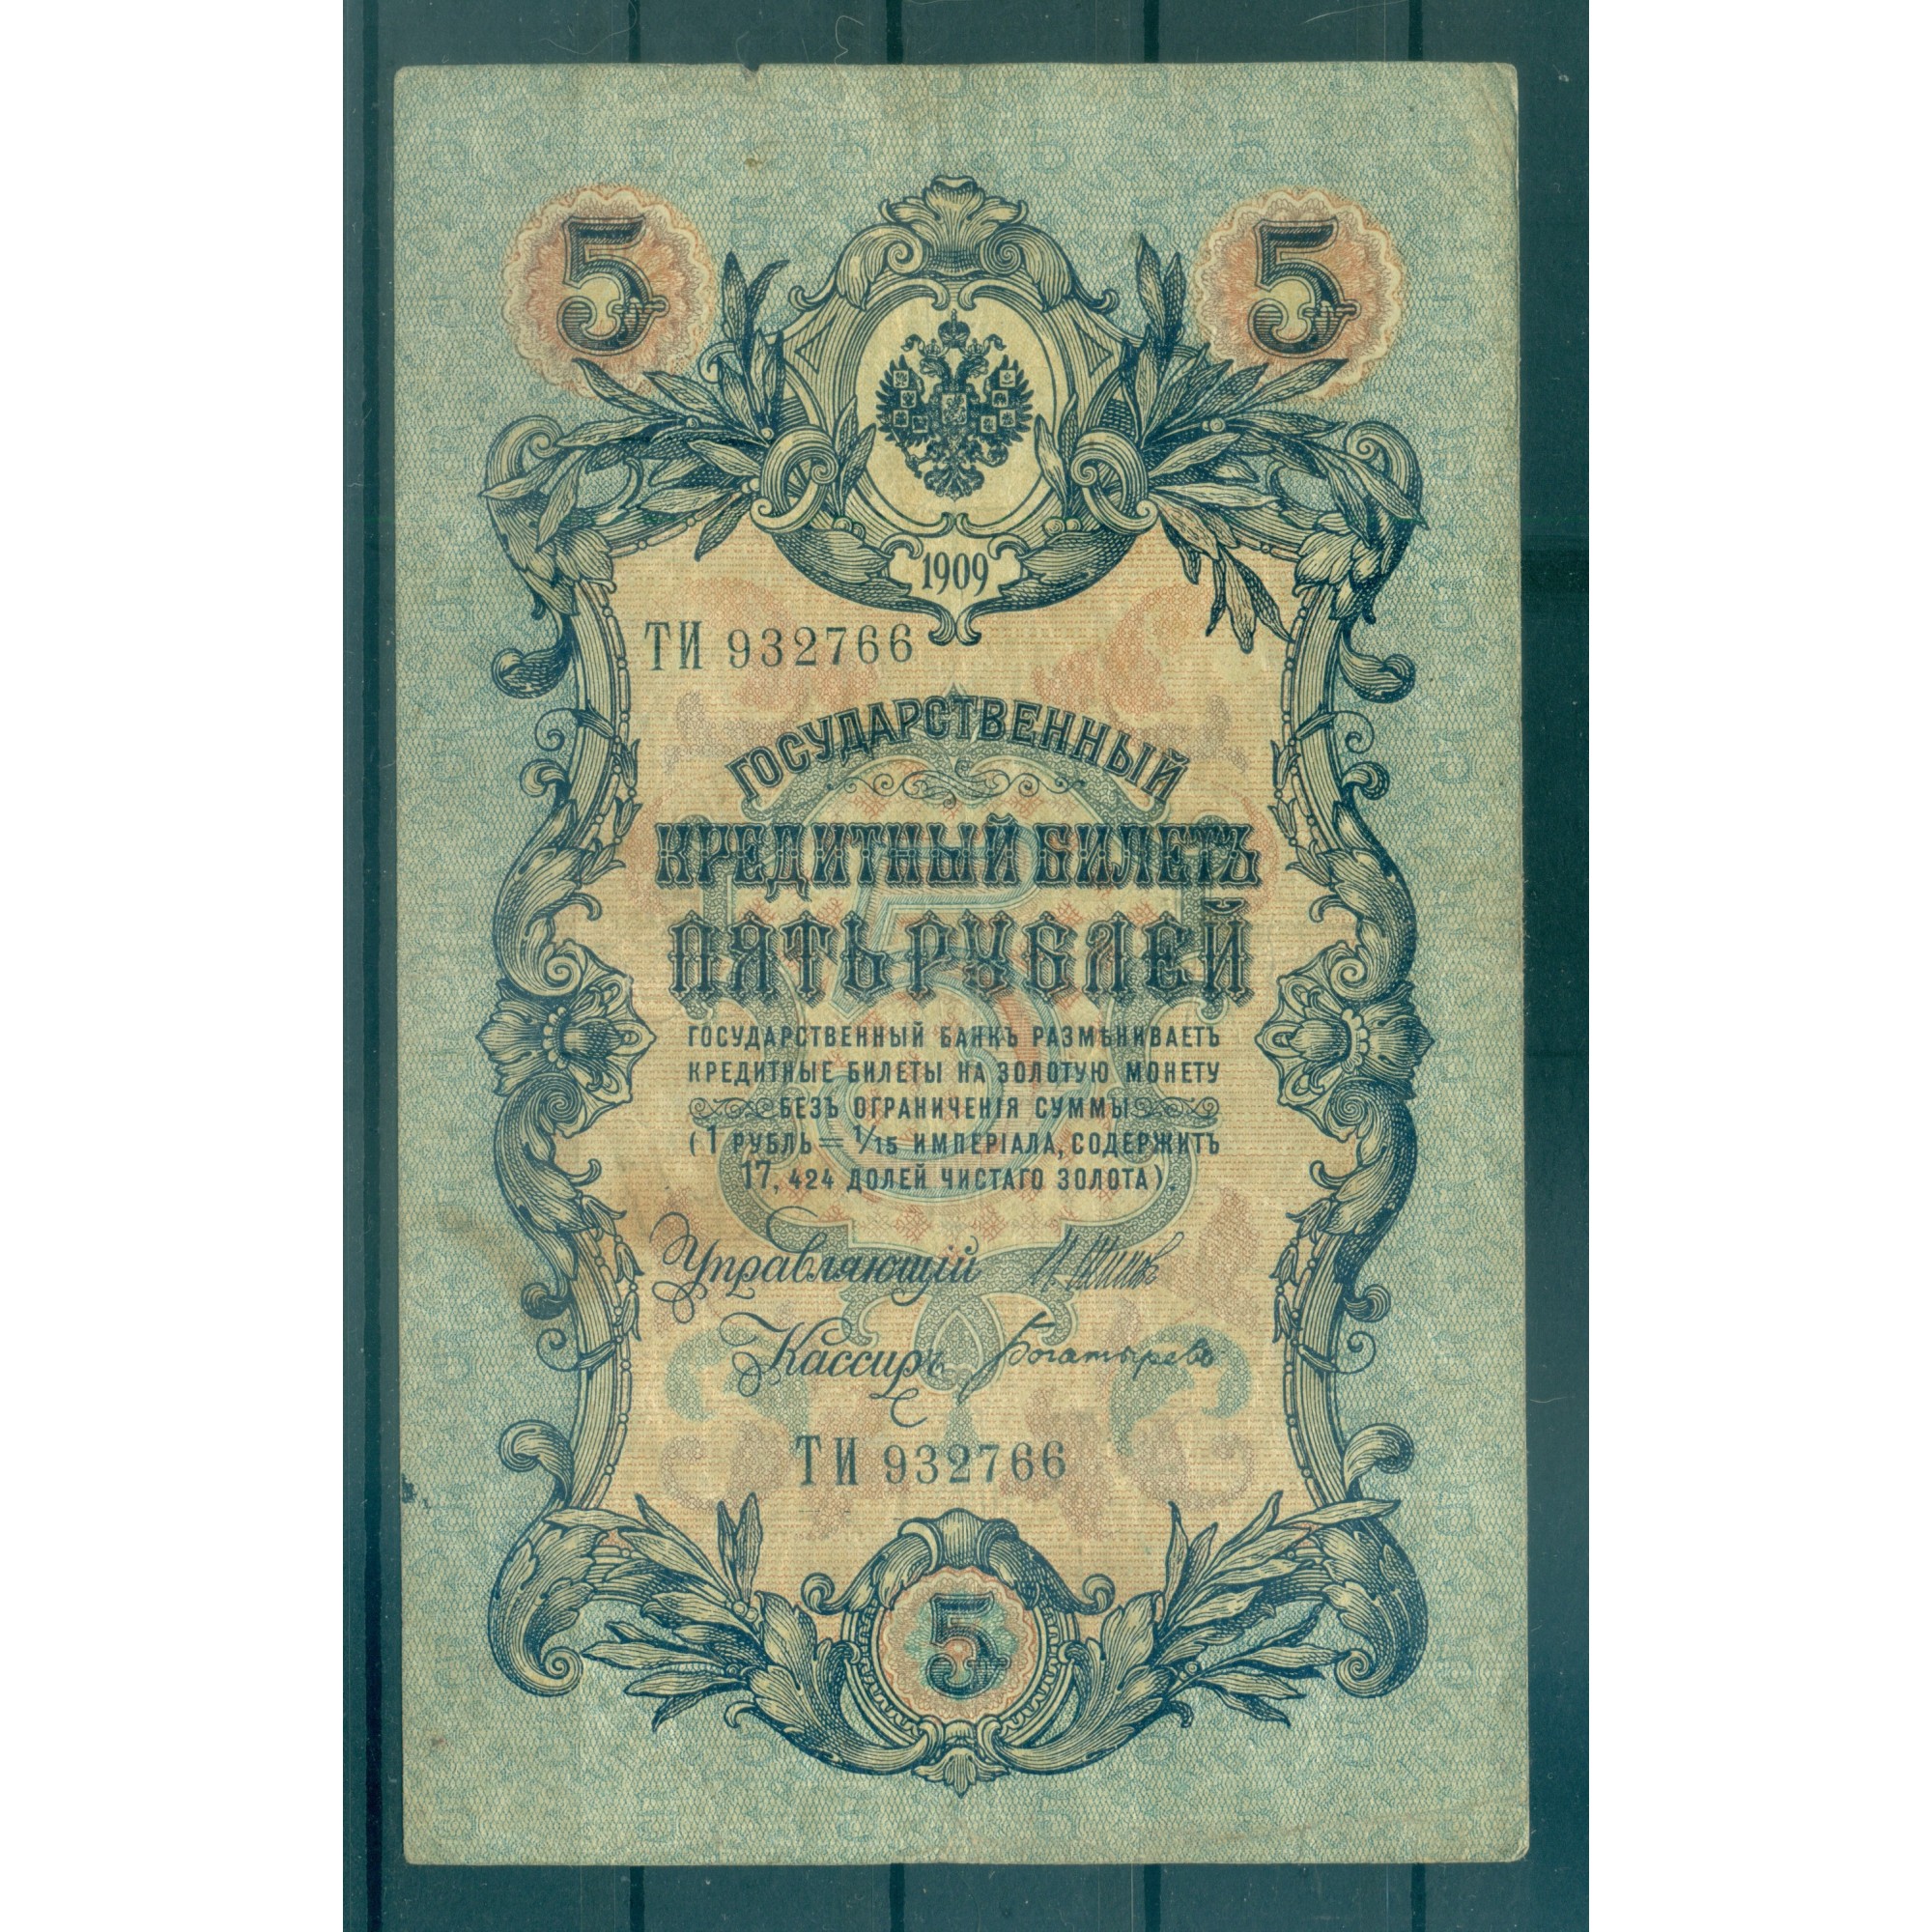 5 5
1909
ТИ 932766
ГОСУДАРСТВЕННЫЙ
КРЕДИТНЫЙ БИЛЕТЪ
ПЯТЬ РУБЛЕЙ
ГОСУДАРСТВЕННЫЙ БАНКЪ РАЗМѢНИВАЕТЪ
КРЕДИТНЫЕ БИЛЕТЫ НА ЗОЛОТУЮ МОНЕТУ
БЕЗЪ ОГРАНИЧЕНІЯ СУММЫ
(1 РУБЛЬ = 1/15 ИМПЕРІАЛА, СОДЕРЖИТЪ
17,424 ДОЛЕЙ ЧИСТАГО ЗОЛОТА).
Управляющій
Кассиръ Богатыревъ
ТИ 932766
5